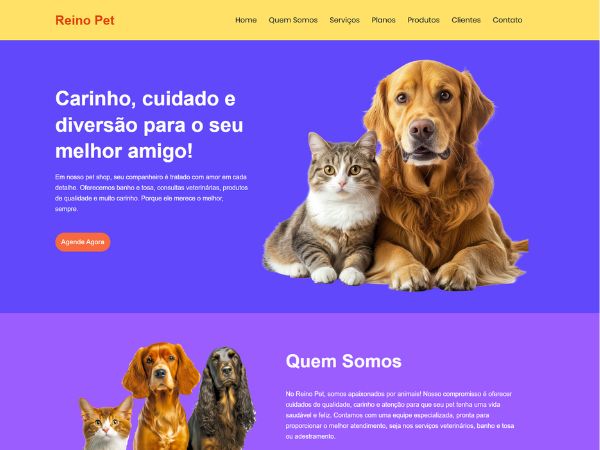 Reino Pet
Home Quem Somos Serviços Planos Produtos Clientes Contato
Carinho, cuidado e
diversão para o seu
melhor amigo!
Em nosso pet shop, seu companheiro é tratado com amor em cada
detalhe. Oferecemos banho e tosa, consultas veterinárias, produtos
de qualidade e muito carinho. Porque ele merece o melhor,
sempre.
Agende Agora
Quem Somos
No Reino Pet, somos apaixonados por animais! Nosso compromisso é oferecer
cuidados de qualidade, carinho e atenção para que seu pet tenha uma vida
saudável e feliz. Contamos com uma equipe especializada, pronta para
proporcionar o melhor atendimento, seja nos serviços veterinários, banho e tosa
ou adestramento.